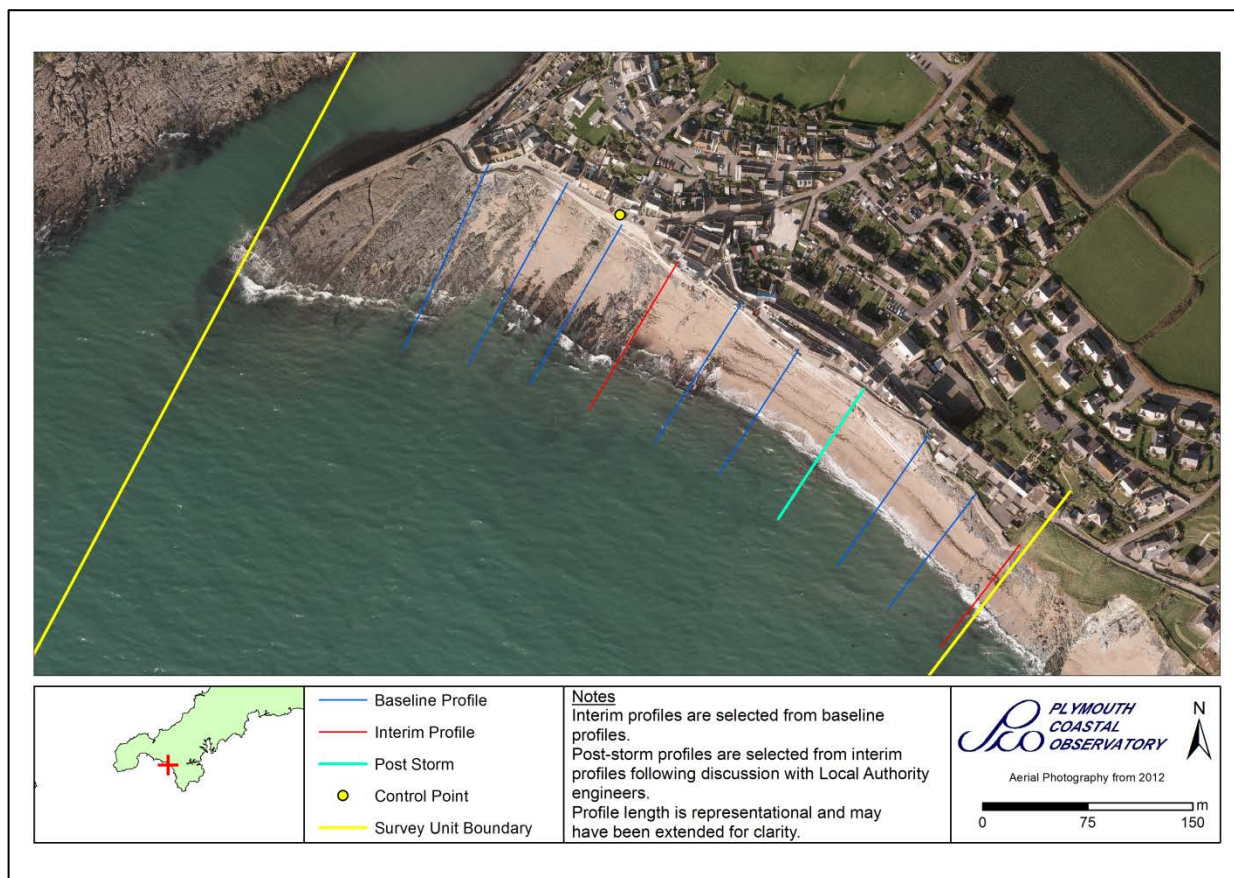 Baseline Profile
Interim Profile
Post Storm
Control Point
Survey Unit Boundary
Notes
Interim profiles are selected from baseline
profiles.
Post-storm profiles are selected from interim
profiles following discussion with Local Authority
engineers.
Profile length is representational and may
have been extended for clarity.
PCO
PLYMOUTH
COASTAL
OBSERVATORY
N
Aerial Photography from 2012
m
0 75 150